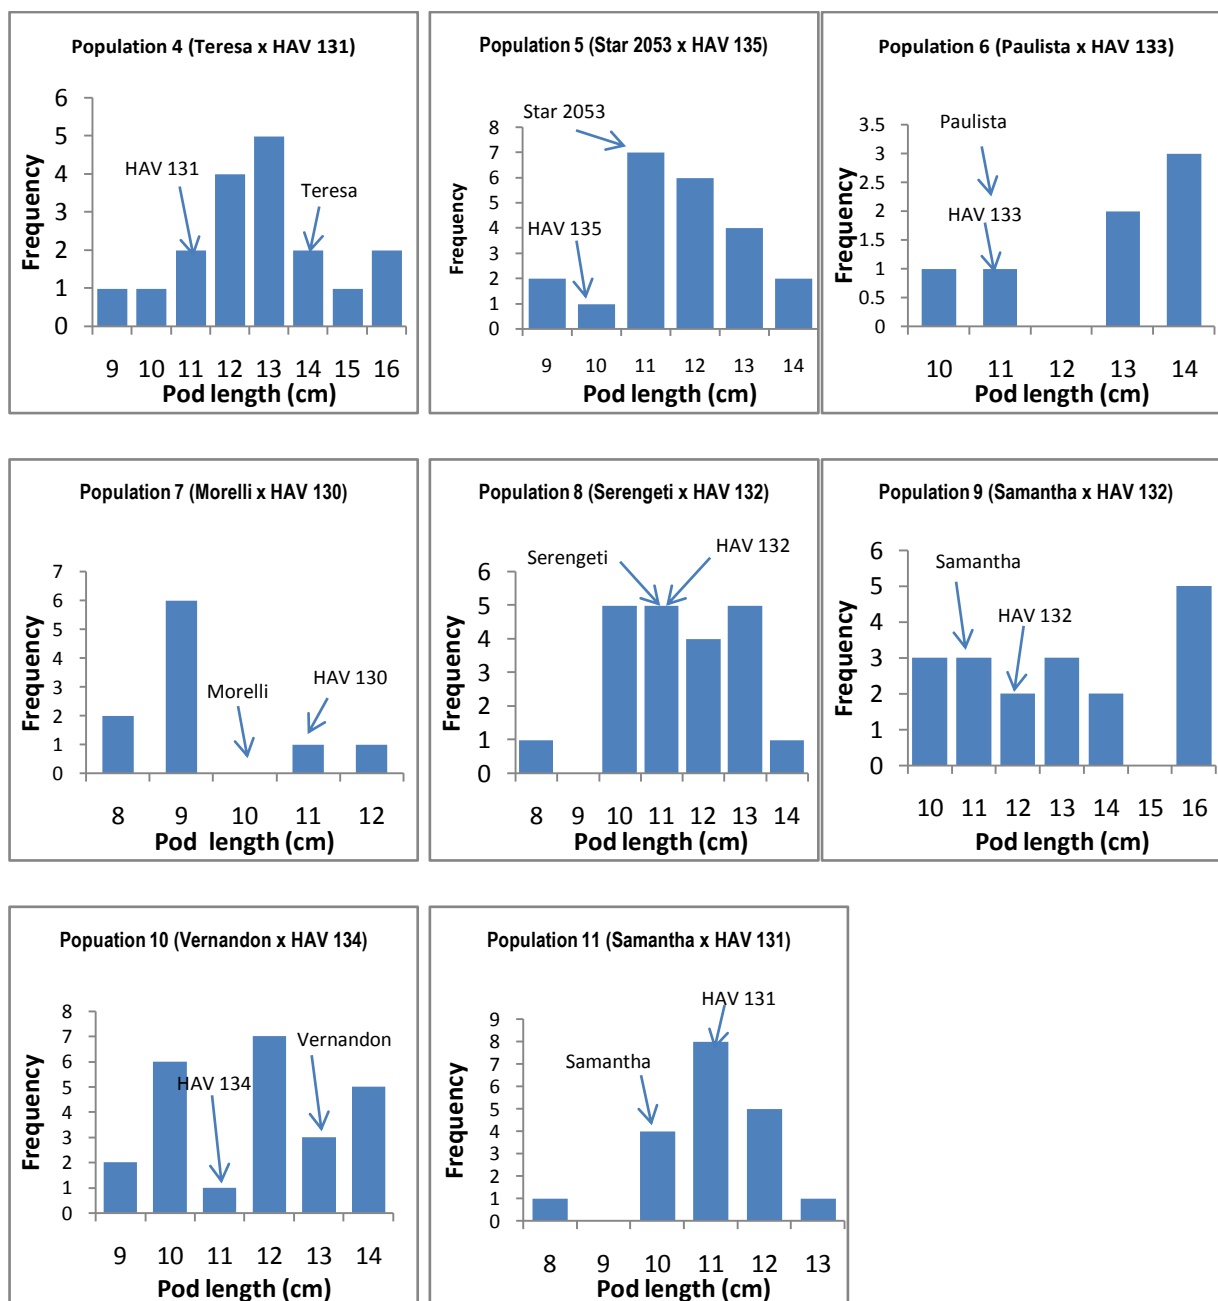 Population 4 (Teresa x HAV 131)
Frequency
6
5
4
3
2
1
0
HAV 131
Teresa
9 10 11 12 13 14 15 16
Pod length (cm)
Population 5 (Star 2053 x HAV 135)
Frequency
8
7
6
5
4
3
2
1
0
Star 2053
HAV 135
9 10 11 12 13 14
Pod length (cm)
Population 6 (Paulista x HAV 133)
Frequency
3.5
3
2.5
2
1.5
1
0.5
0
Paulista
HAV 133
10 11 12 13 14
Pod length (cm)
Population 7 (Morelli x HAV 130)
Frequency
7
6
5
4
3
2
1
0
Morelli
HAV 130
8 9 10 11 12
Pod length (cm)
Population 8 (Serengeti x HAV 132)
Frequency
6
5
4
3
2
1
0
Serengeti
HAV 132
8 9 10 11 12 13 14
Pod length (cm)
Population 9 (Samantha x HAV 132)
Frequency
6
5
4
3
2
1
0
Samantha
HAV 132
10 11 12 13 14 15 16
Pod length (cm)
Popuation 10 (Vernandon x HAV 134)
Frequency
8
7
6
5
4
3
2
1
0
HAV 134
Vernandon
9 10 11 12 13 14
Pod length (cm)
Population 11 (Samantha x HAV 131)
Frequency
9
8
7
6
5
4
3
2
1
0
Samantha
HAV 131
8 9 10 11 12 13
Pod length (cm)